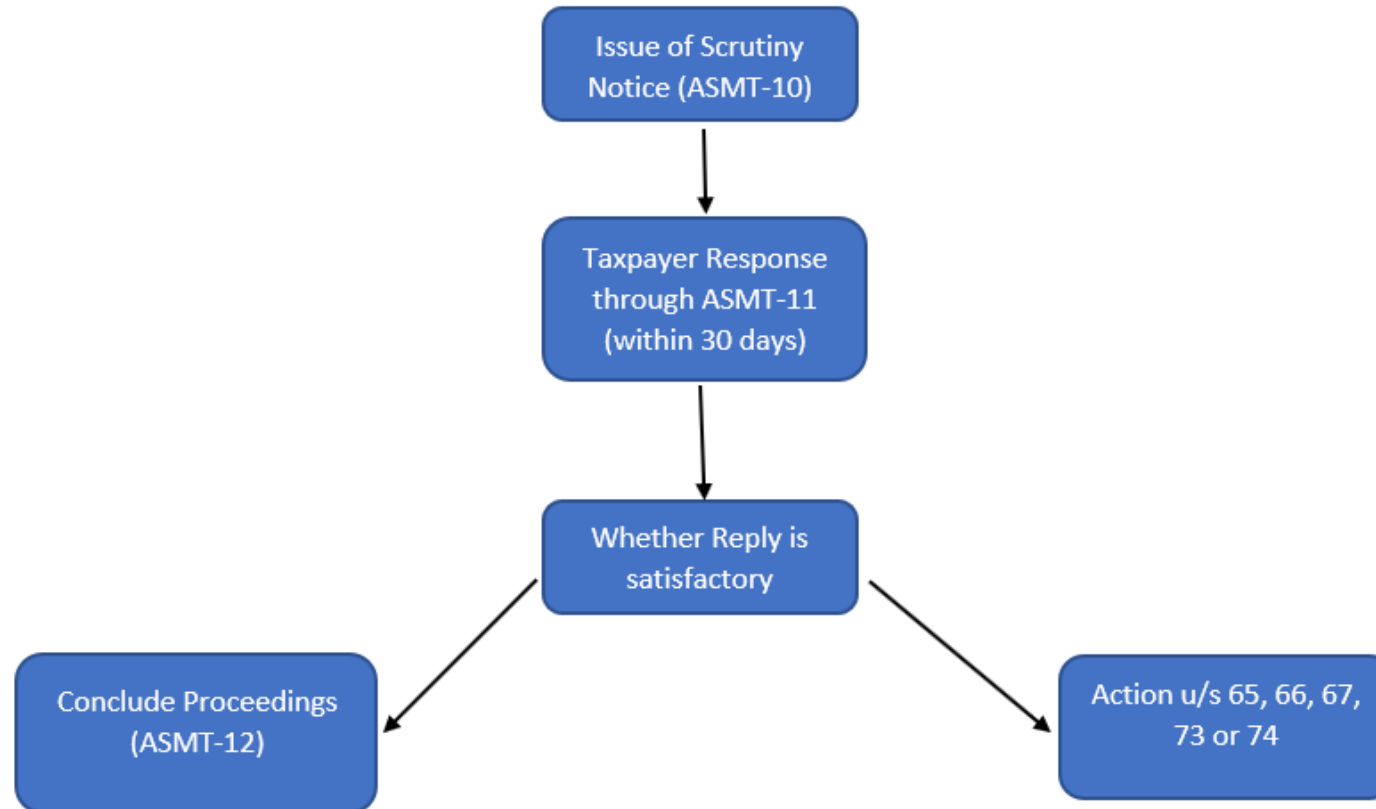 Issue of Scrutiny
Notice (ASMT-10)
Taxpayer Response
through ASMT-11
(within 30 days)
Whether Reply is
satisfactory
Conclude Proceedings
(ASMT-12)
Action u/s 65, 66, 67,
73 or 74